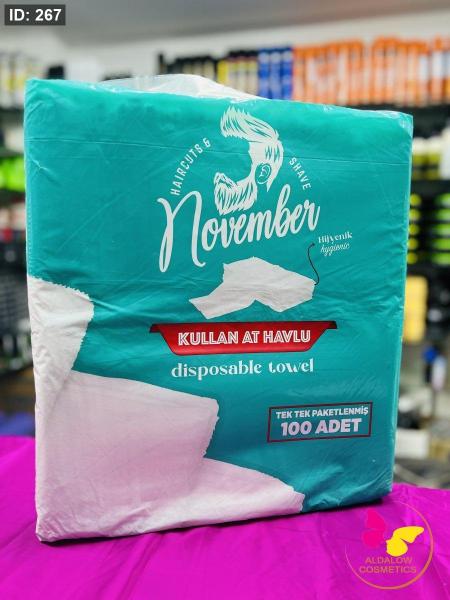 ID: 267
HAIRCUTS & SHAVE
November
Hijyenik
hygienic
KULLAN AT HAVLU
disposable towel
TEK TEK PAKETLENMİŞ
100 ADET
ALDALOW
COSMETICS